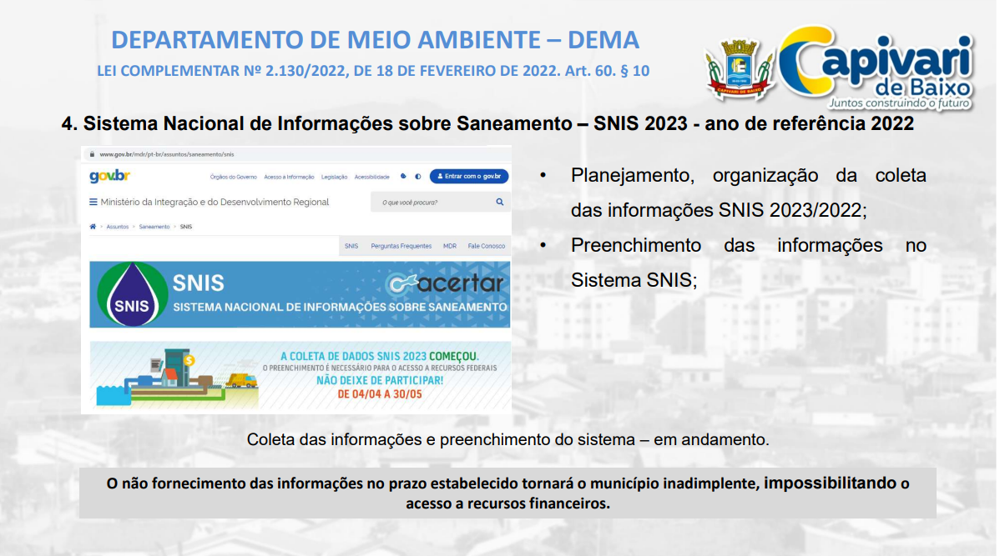 DEPARTAMENTO DE MEIO AMBIENTE – DEMA
LEI COMPLEMENTAR Nº 2.130/2022, DE 18 DE FEVEREIRO DE 2022. Art. 60. § 10
CAPIVARI DE BAIXO
Capivari
de Baixo
Juntos construindo o futuro
4. Sistema Nacional de Informações sobre Saneamento – SNIS 2023 - ano de referência 2022
www.gov.br/mdr/pt-br/assuntos/saneamento/snis
gov.br
Órgãos do Governo Acesso à Informação Legislação Acessibilidade Entrar com o gov.br
Ministério da Integração e do Desenvolvimento Regional
O que você procura?
> Assuntos > Saneamento > SNIS
SNIS Perguntas Frequentes MDR Fale Conosco
SNIS
SNIS
acertar
SISTEMA NACIONAL DE INFORMAÇÕES SOBRE SANEAMENTO
A COLETA DE DADOS SNIS 2023 COMEÇOU.
O PREENCHIMENTO É NECESSÁRIO PARA O ACESSO A RECURSOS FEDERAIS
NÃO DEIXE DE PARTICIPAR!
DE 04/04 A 30/05
• Planejamento, organização da coleta
das informações SNIS 2023/2022;
• Preenchimento das informações no
Sistema SNIS;
Coleta das informações e preenchimento do sistema – em andamento.
O não fornecimento das informações no prazo estabelecido tornará o município inadimplente, impossibilitando o
acesso a recursos financeiros.